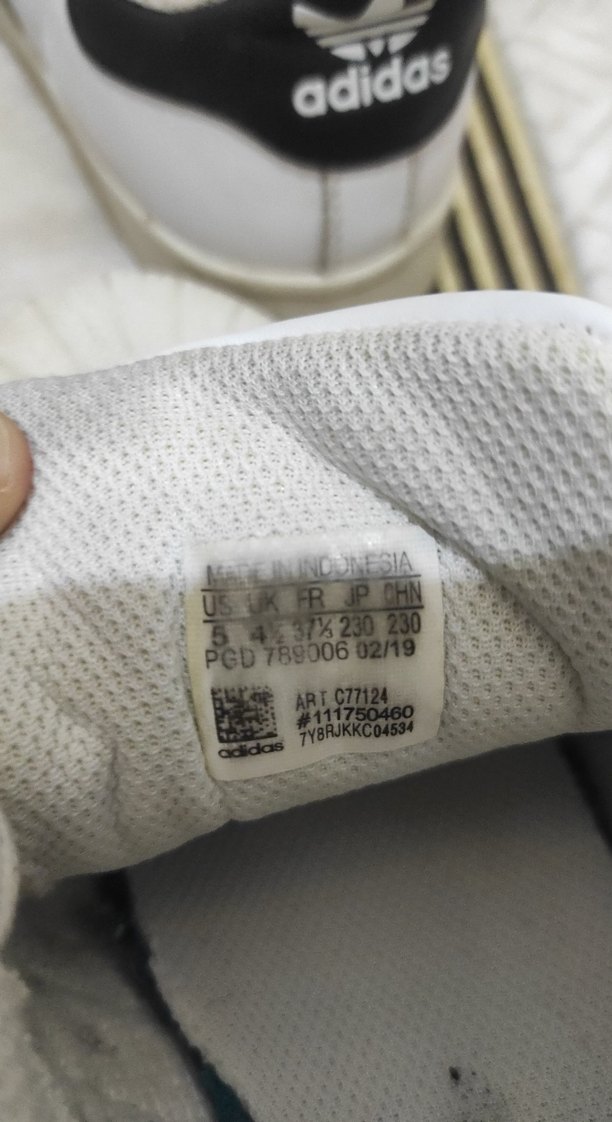 adidas
MADE IN INDONESIA
US UK FR JP CHN
5 4½ 37⅓ 230 230
PGD 789006 02/19
ART C77124
#111750460
7Y8RJKKC04534
adidas